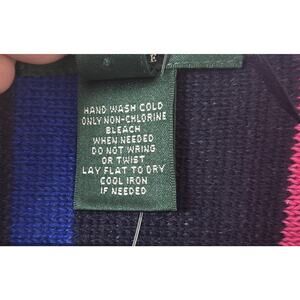 HAND WASH COLD
ONLY NON-CHLORINE
BLEACH
WHEN NEEDED
DO NOT WRING
OR TWIST
LAY FLAT TO DRY
COOL IRON
IF NEEDED